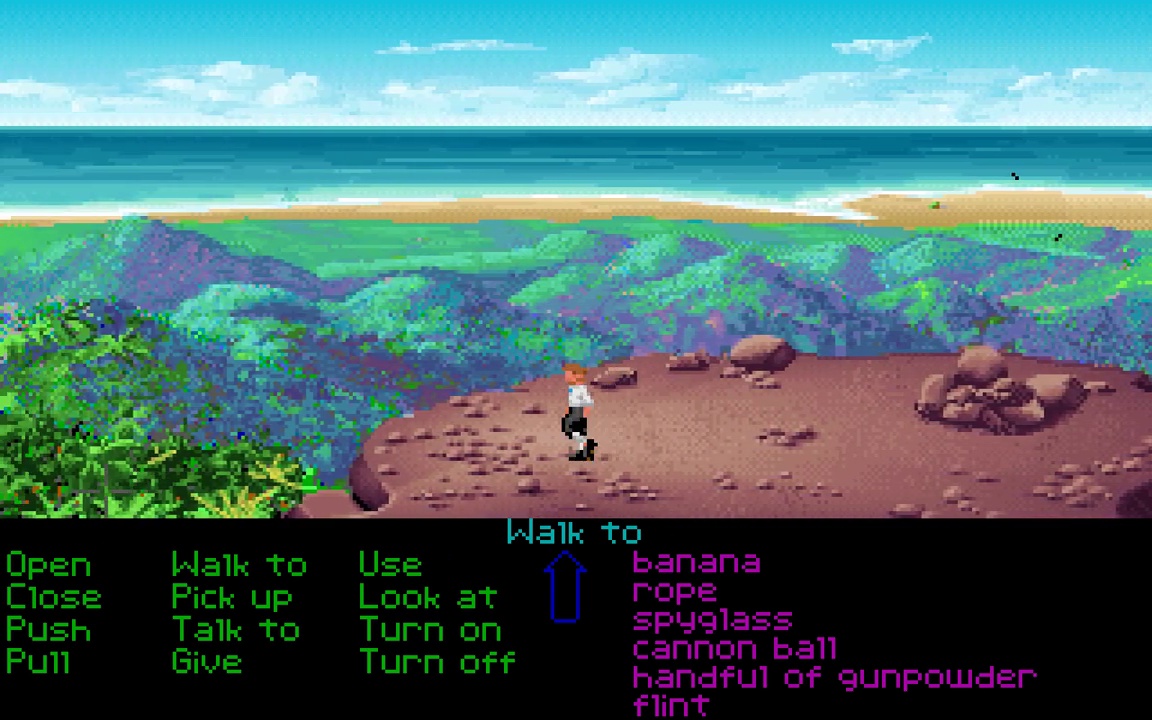 Walk to
Open Walk to Use
Close Pick up Look at
Push Talk to Turn on
Pull Give Turn off
banana
rope
spyglass
cannon ball
handful of gunpowder
flint